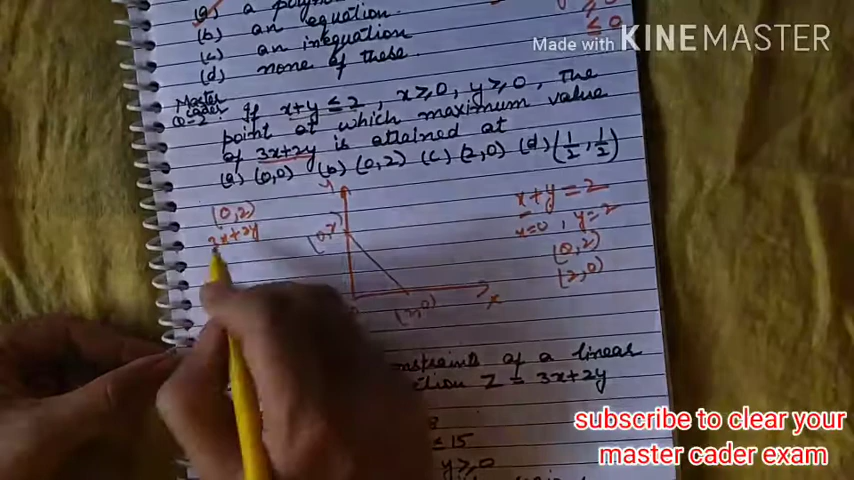 (a) a
(b) an equation.
(c) an inequation.
(d) none of these
≤ 0
Made with KINEMASTER
Master cader
Q-2. If x+y ≤ 2, x ≥ 0, y ≥ 0, The
point at which maximum value
of 3x+2y is attained at
(a) (0,0) (b) (0,2) (c) (2,0) (d) (1/2, 1/2)
y
x+y = 2
(0,2)
3x+2y
x=0, y=2
(0,2)
(2,0)
(2,0)
x
constraints of a linear
Z = 3x+2y
≤ 15
y ≥ 0
subscribe to clear your
master cader exam